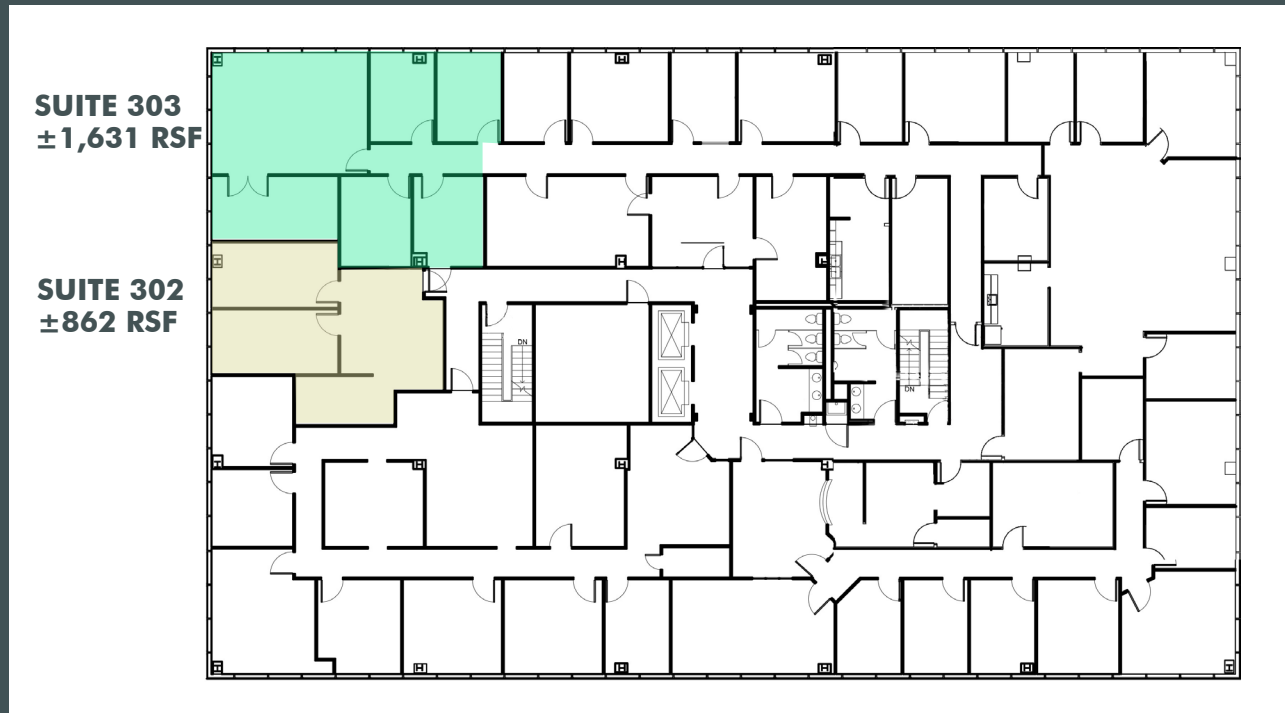 SUITE 303
±1,631 RSF
SUITE 302
±862 RSF
DN
DN